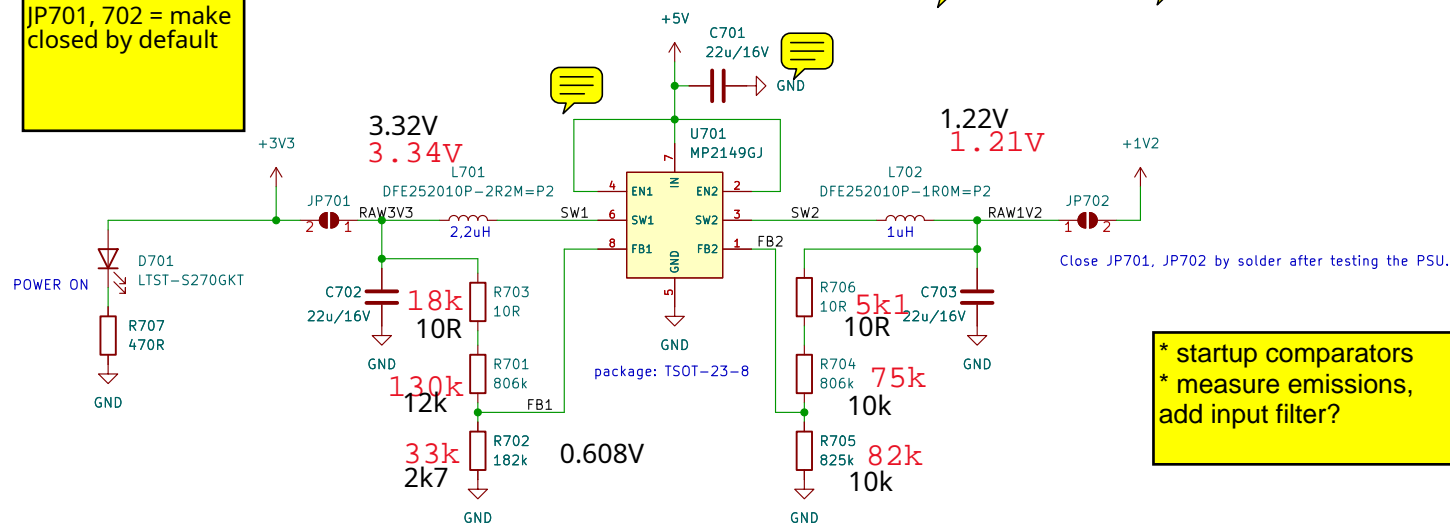 JP701, 702 = make
closed by default
+5V
C701
22u/16V
GND
3.32V
3.34V
1.22V
1.21V
+3V3
+1V2
U701
MP2149GJ
7
IN
L701
DFE252010P-2R2M=P2
L702
DFE252010P-1R0M=P2
4
EN1
EN2
2
JP701
2
1
RAW3V3
2,2uH
SW1
6
SW1
SW2
3
SW2
1uH
RAW1V2
JP702
1
2
8
FB1
FB2
1
FB2
GND
5
GND
POWER ON
D701
LTST-S270GKT
Close JP701, JP702 by solder after testing the PSU.
C702
22u/16V
GND
18k
10R
R703
10R
R706
10R
5k1
10R
C703
22u/16V
GND
R707
470R
GND
130k
12k
R701
806k
FB1
package: TSOT-23-8
R704
806k
75k
10k
33k
2k7
R702
182k
0.608V
GND
R705
825k
82k
10k
GND
* startup comparators
* measure emissions,
add input filter?